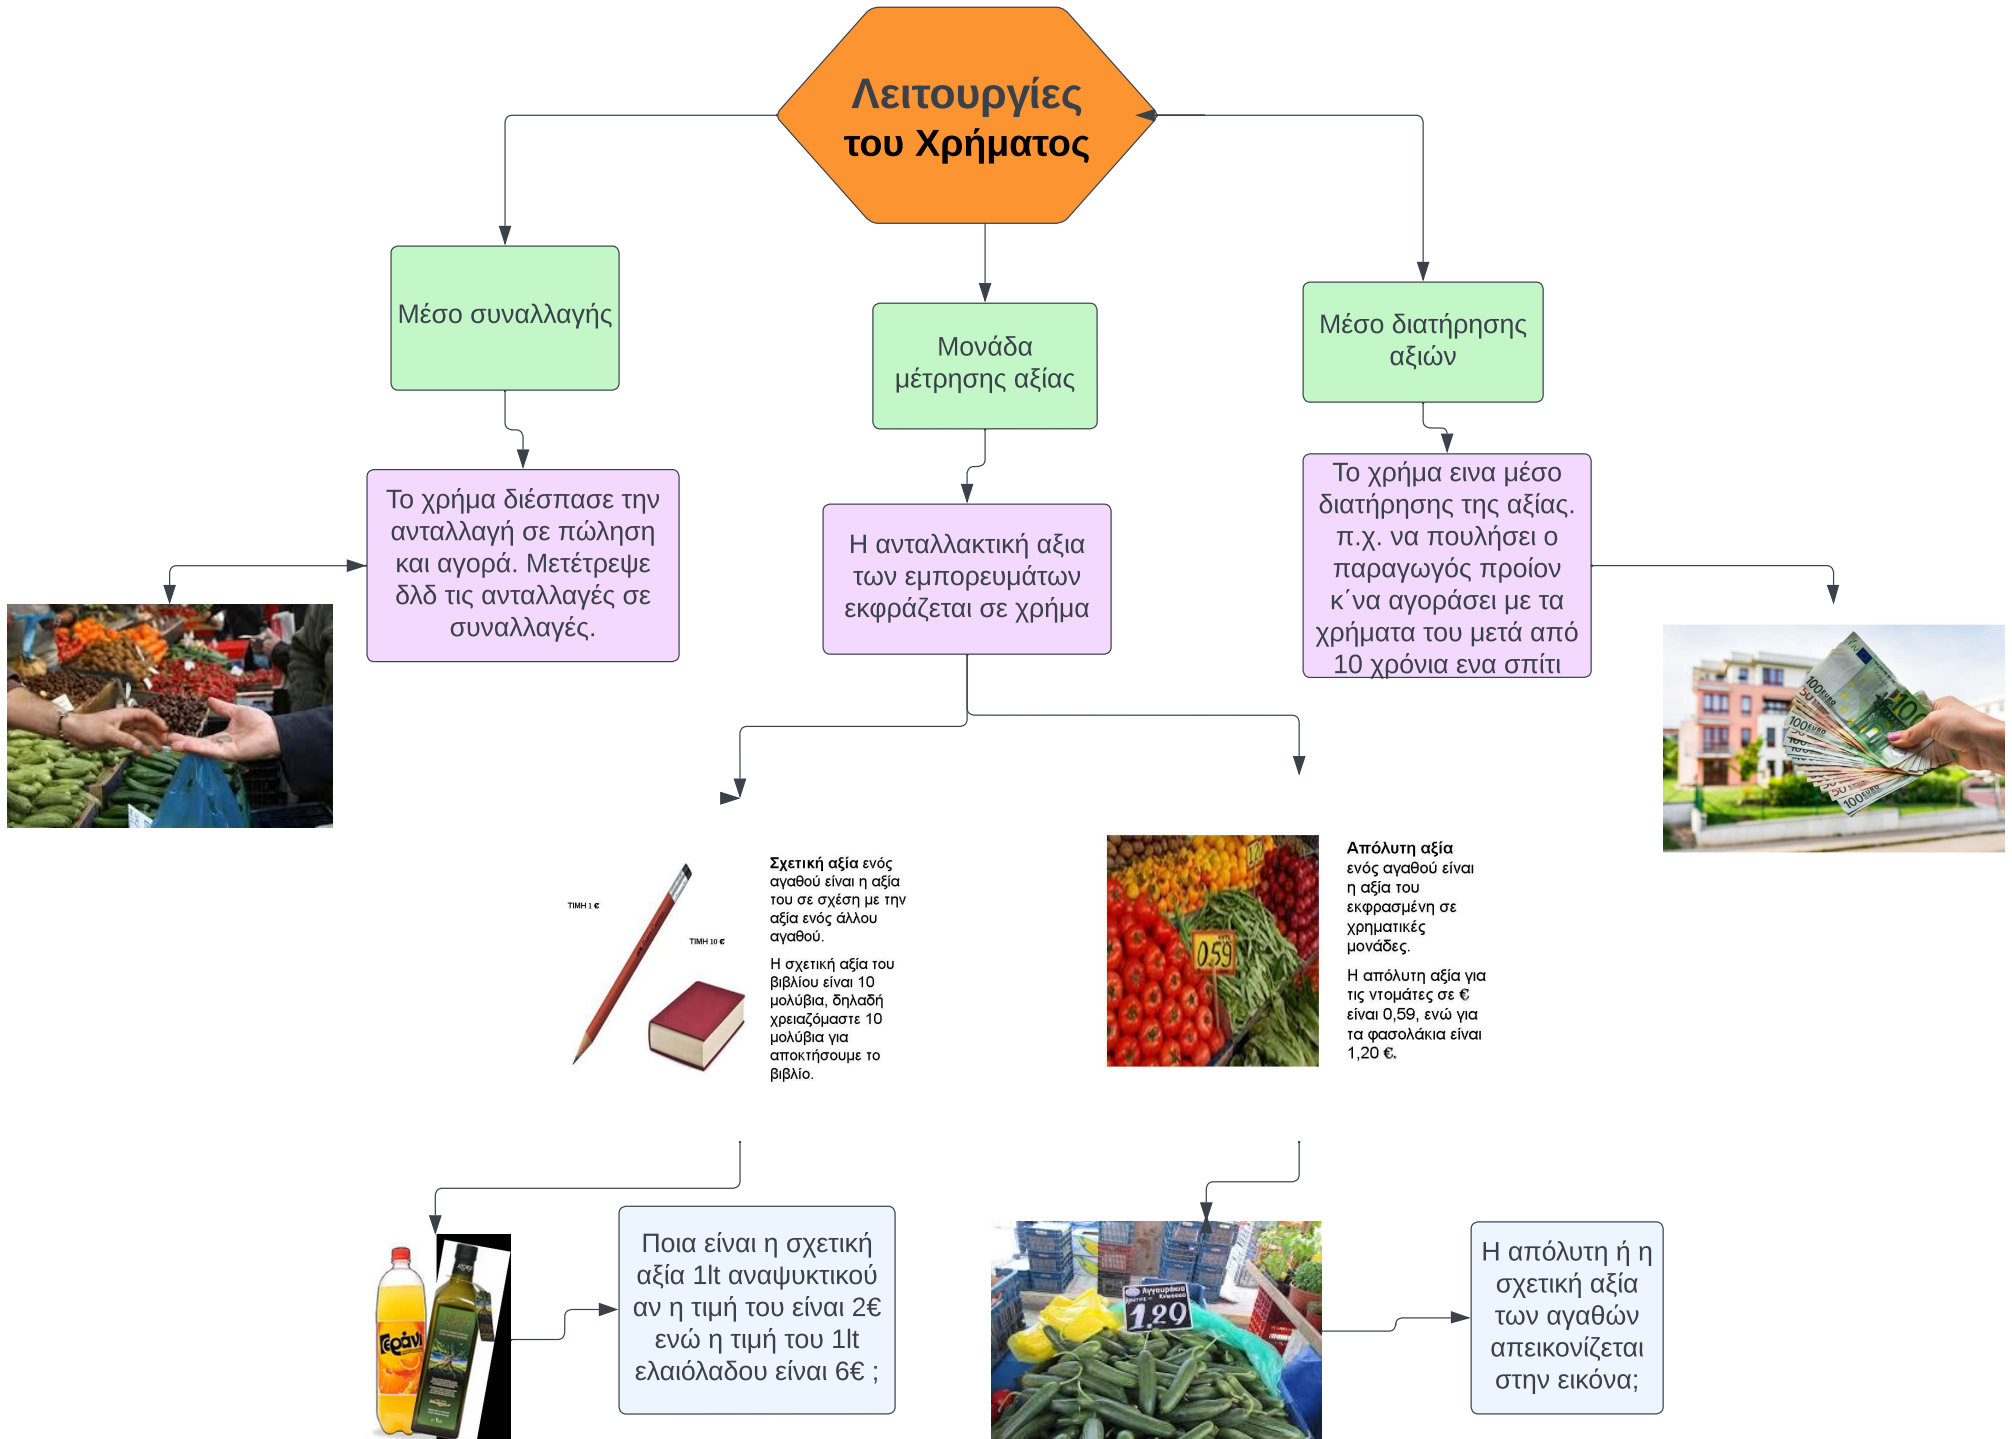 Λειτουργίες
του Χρήματος
Μέσο συναλλαγής
Μονάδα
μέτρησης αξίας
Μέσο διατήρησης
αξιών
Το χρήμα διέσπασε την
ανταλλαγή σε πώληση
και αγορά. Μετέτρεψε
δλδ τις ανταλλαγές σε
συναλλαγές.
Η ανταλλακτική αξια
των εμπορευμάτων
εκφράζεται σε χρήμα
Το χρήμα εινα μέσο
διατήρησης της αξίας.
π.χ. να πουλήσει ο
παραγωγός προίον
κ΄να αγοράσει με τα
χρήματα του μετά από
10 χρόνια ενα σπίτι
ΤΙΜΗ 1 €
ΤΙΜΗ 10 €
Σχετική αξία ενός
αγαθού είναι η αξία
του σε σχέση με την
αξία ενός άλλου
αγαθού.
Η σχετική αξία του
βιβλίου είναι 10
μολύβια, δηλαδή
χρειαζόμαστε 10
μολύβια για
αποκτήσουμε το
βιβλίο.
0,59
Απόλυτη αξία
ενός αγαθού είναι
η αξία του
εκφρασμένη σε
χρηματικές
μονάδες.
Η απόλυτη αξία για
τις ντομάτες σε €
είναι 0,59, ενώ για
τα φασολάκια είναι
1,20 €.
100 EURO
Γεράνι
Ποια είναι η σχετική
αξία 1lt αναψυκτικού
αν η τιμή του είναι 2€
ενώ η τιμή του 1lt
ελαιόλαδου είναι 6€ ;
Αγγουράκια
Κνωσσού
1,20
Η απόλυτη ή η
σχετική αξία
των αγαθών
απεικονίζεται
στην εικόνα;